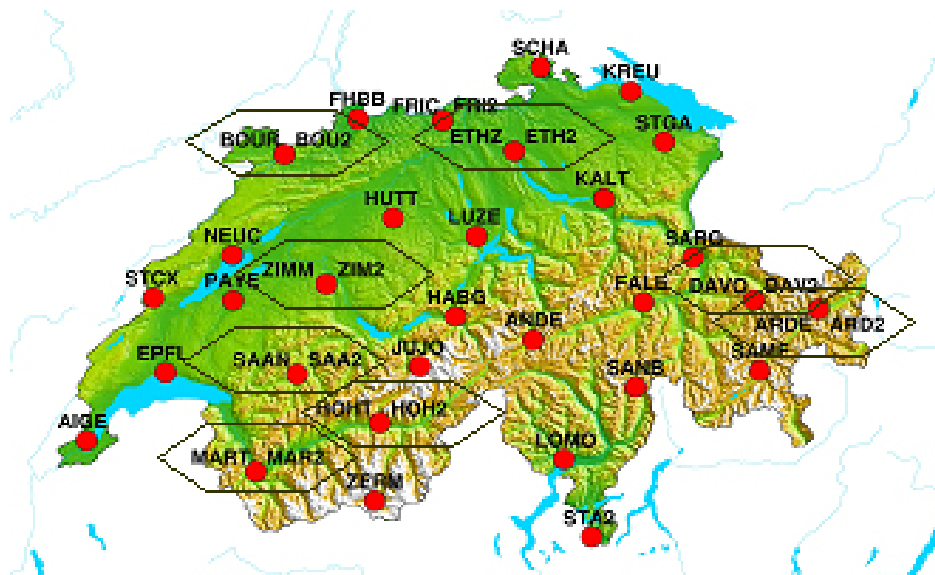 SCHA
KREU
FHBB
FRIC FRI2
BOUR BOU2
ETHZ ETH2
STGA
KALT
HUTT
LUZE
NEUC
SARG
STCX
PAYE
ZIMM ZIM2
HABG
FALE
DAVO DAV2
ANDE
ARDE ARD2
EPFL
SAAN SAA2
JUJO
SANB
SAME
AIGE
HOHT HOH2
LOMO
MART MAR2
ZERM
STA2